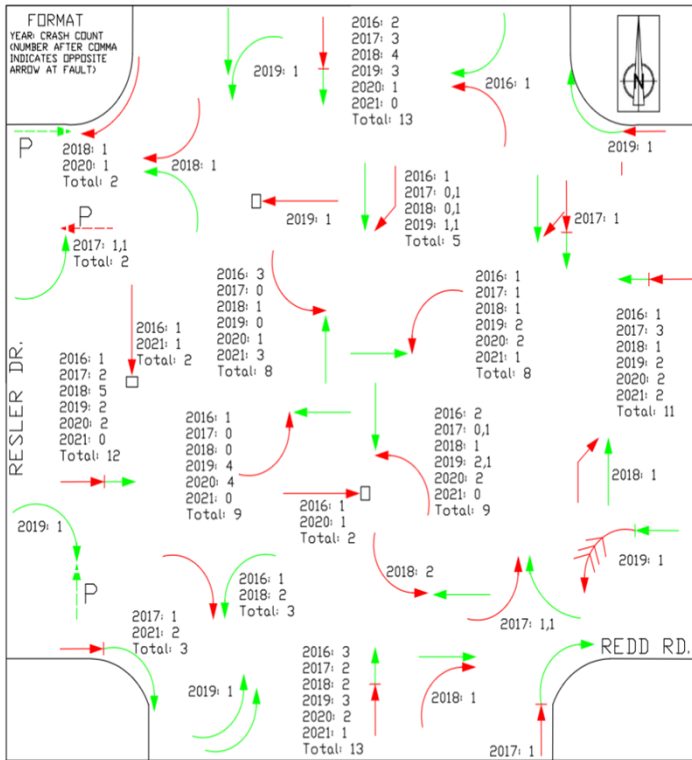 FORMAT
YEAR: CRASH COUNT
(NUMBER AFTER COMMA
INDICATES OPPOSITE
ARROW AT FAULT)
2019: 1
2016: 2
2017: 3
2018: 4
2019: 3
2020: 1
2021: 0
Total: 13
2016: 1
N
P
2018: 1
2020: 1
Total: 2
2018: 1
2019: 1
P
2017: 1,1
Total: 2
2019: 1
2016: 1
2017: 0,1
2018: 0,1
2019: 1,1
Total: 5
2017: 1
2016: 1
2021: 1
Total: 2
2016: 3
2017: 0
2018: 1
2019: 0
2020: 1
2021: 3
Total: 8
2016: 1
2017: 1
2018: 1
2019: 2
2020: 2
2021: 1
Total: 8
2016: 1
2017: 3
2018: 1
2019: 2
2020: 2
2021: 2
Total: 11
RESLER DR.
2016: 1
2017: 2
2018: 5
2019: 2
2020: 2
2021: 0
Total: 12
2016: 1
2017: 0
2018: 0
2019: 4
2020: 4
2021: 0
Total: 9
2016: 1
2020: 1
Total: 2
2016: 2
2017: 0,1
2018: 1
2019: 2,1
2020: 2
2021: 0
Total: 9
2018: 1
2019: 1
P
2016: 1
2018: 2
Total: 3
2018: 2
2019: 1
2017: 1
2021: 2
Total: 3
2017: 1,1
REDD RD.
2019: 1
2016: 3
2017: 2
2018: 2
2019: 3
2020: 2
2021: 1
Total: 13
2018: 1
2017: 1